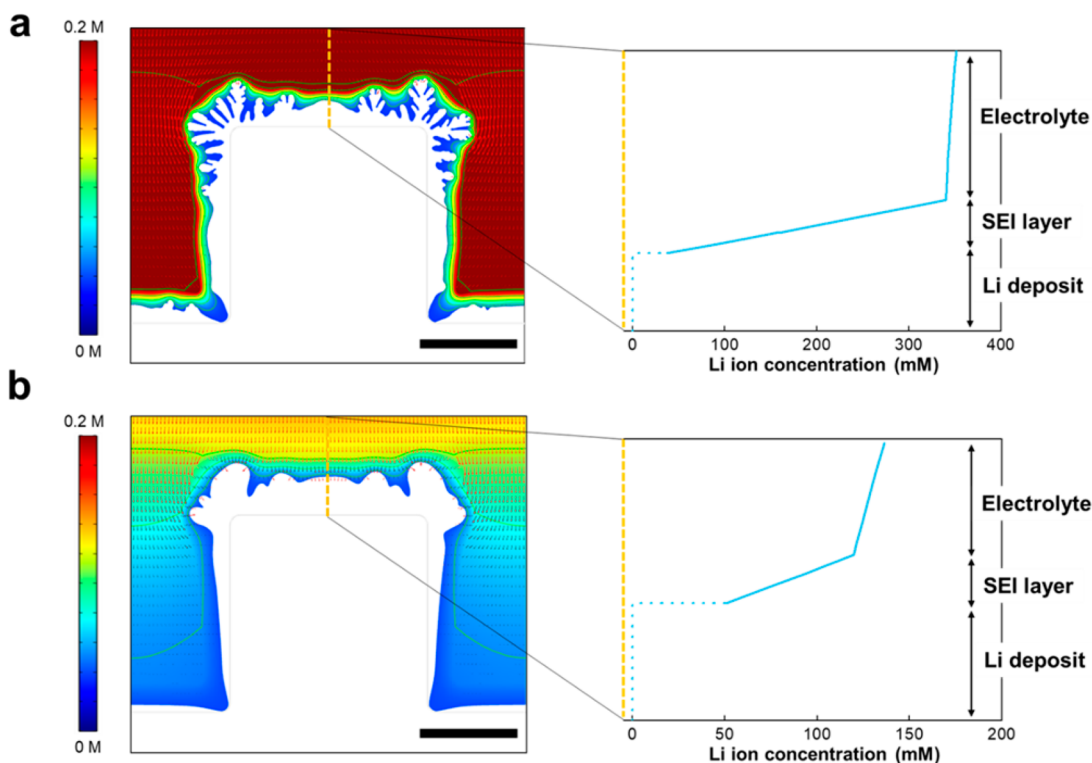 a
0.2 M
0 M
Electrolyte
SEI layer
Li deposit
0 100 200 300 400
Li ion concentration (mM)
b
0.2 M
0 M
Electrolyte
SEI layer
Li deposit
0 50 100 150 200
Li ion concentration (mM)